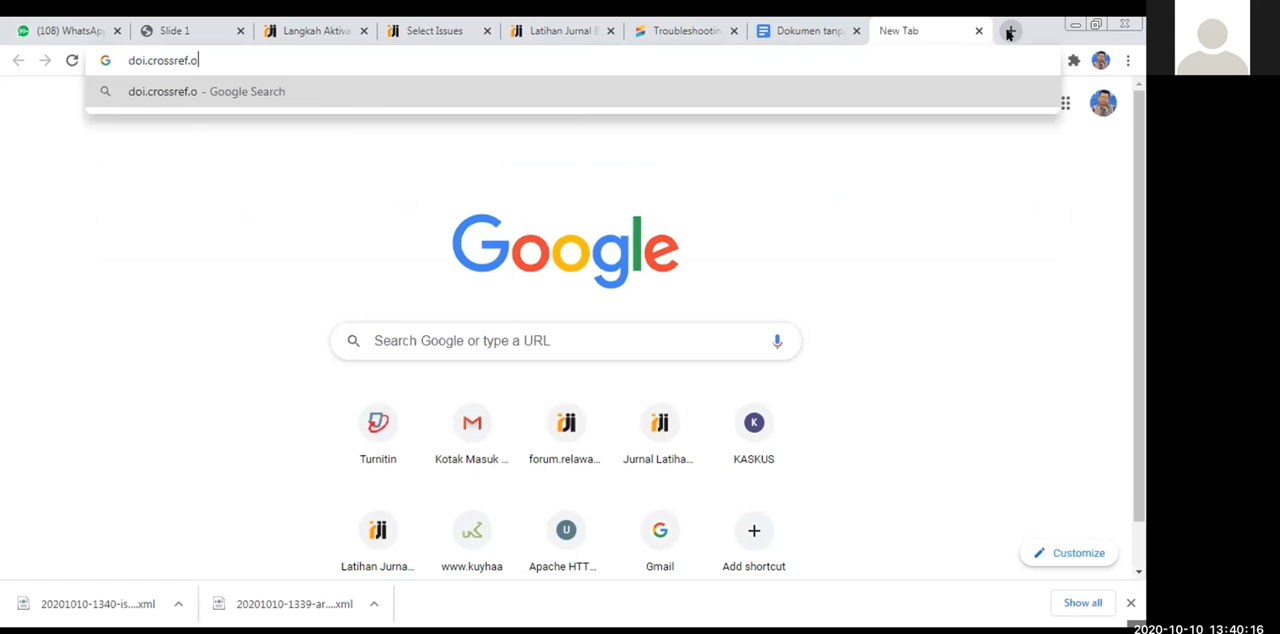 (108) WhatsAp
Slide 1
Langkah Aktiva
Select Issues
Latihan Jurnal E
Troubleshootin
Dokumen tanp
New Tab
doi.crossref.o
doi.crossref.o - Google Search
Google
Search Google or type a URL
K
Turnitin
Kotak Masuk ...
forum.relawa...
Jurnal Latiha...
KASKUS
U
Latihan Jurna...
www.kuyhaa
Apache HTT...
Gmail
Add shortcut
Customize
20201010-1340-is....xml
20201010-1339-ar....xml
Show all
2020-10-10 13:40:16